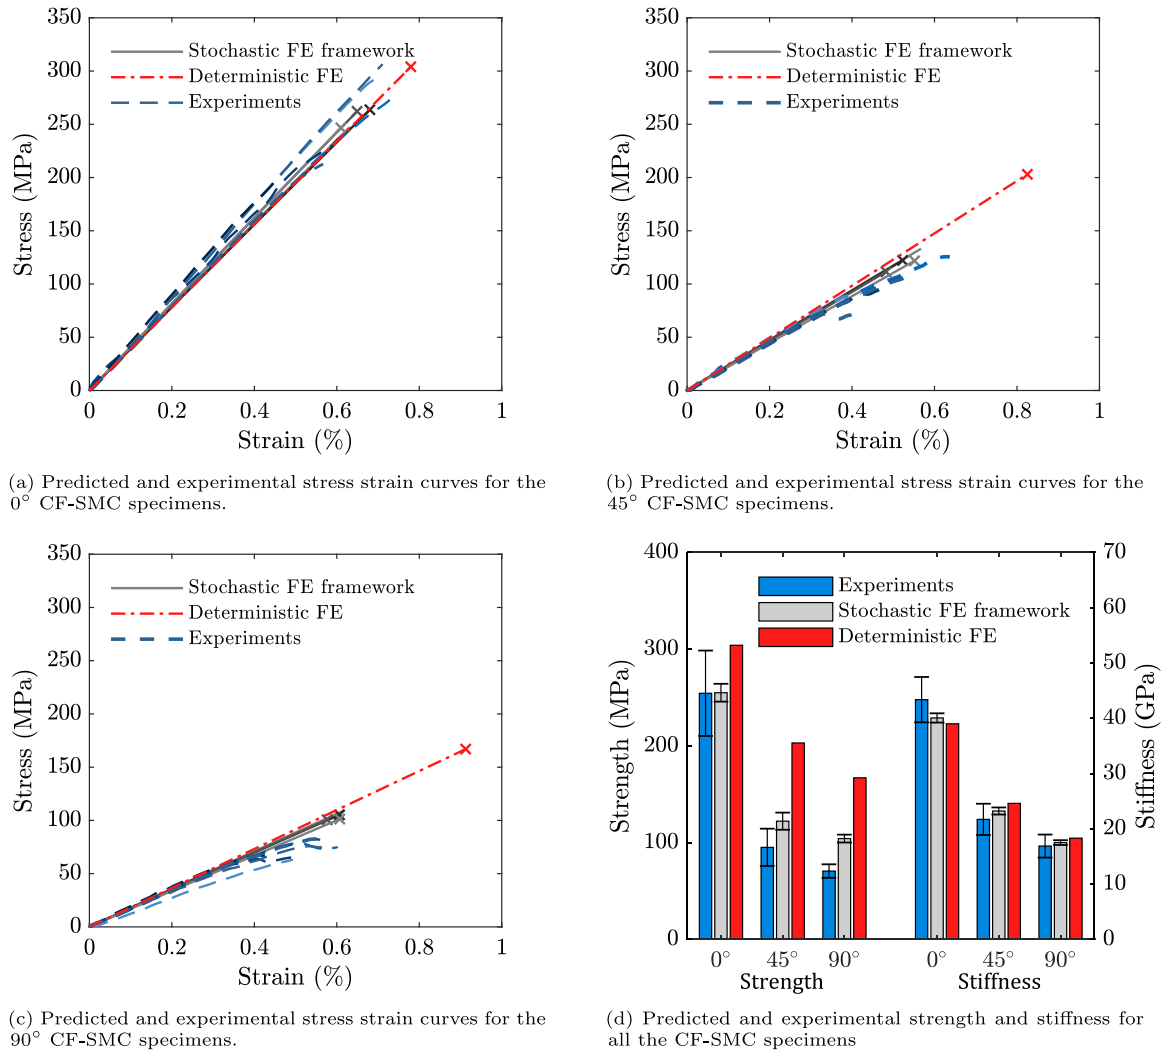 350
300
250
200
150
100
50
0
Stress (MPa)
Stochastic FE framework
Deterministic FE
Experiments
0 0.2 0.4 0.6 0.8 1
Strain (%)
(a) Predicted and experimental stress strain curves for the
0° CF-SMC specimens.
350
300
250
200
150
100
50
0
Stress (MPa)
Stochastic FE framework
Deterministic FE
Experiments
0 0.2 0.4 0.6 0.8 1
Strain (%)
(b) Predicted and experimental stress strain curves for the
45° CF-SMC specimens.
350
300
250
200
150
100
50
0
Stress (MPa)
Stochastic FE framework
Deterministic FE
Experiments
0 0.2 0.4 0.6 0.8 1
Strain (%)
(c) Predicted and experimental stress strain curves for the
90° CF-SMC specimens.
400
300
200
100
0
Strength (MPa)
Experiments
Stochastic FE framework
Deterministic FE
70
60
50
40
30
20
10
0
Stiffness (GPa)
0° 45° 90° 0° 45° 90°
Strength Stiffness
(d) Predicted and experimental strength and stiffness for
all the CF-SMC specimens